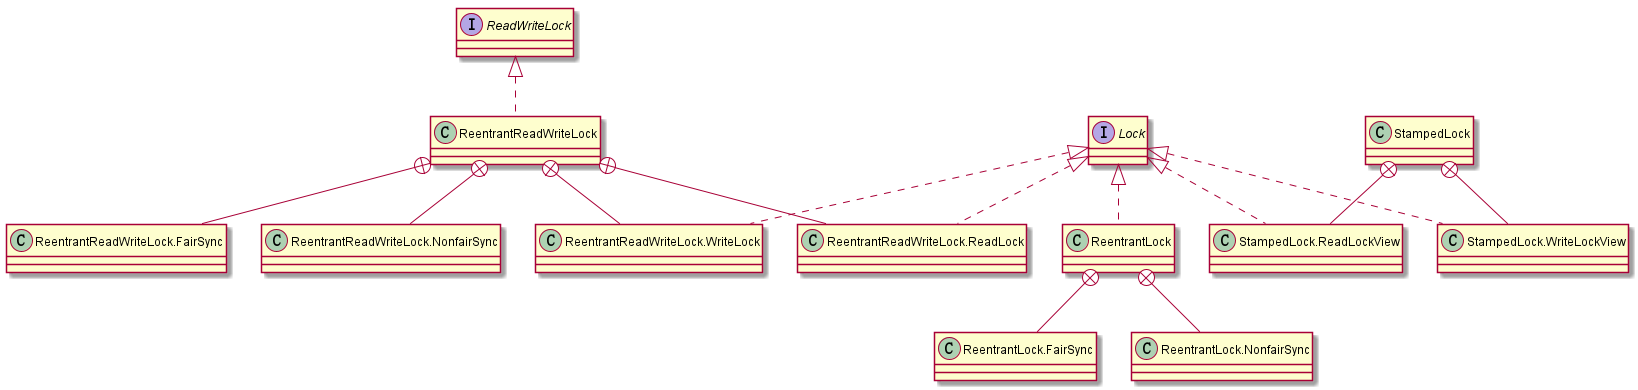 I ReadWriteLock
C ReentrantReadWriteLock
I Lock
C StampedLock
C ReentrantReadWriteLock.FairSync
C ReentrantReadWriteLock.NonfairSync
C ReentrantReadWriteLock.WriteLock
C ReentrantReadWriteLock.ReadLock
C ReentrantLock
C StampedLock.ReadLockView
C StampedLock.WriteLockView
C ReentrantLock.FairSync
C ReentrantLock.NonfairSync